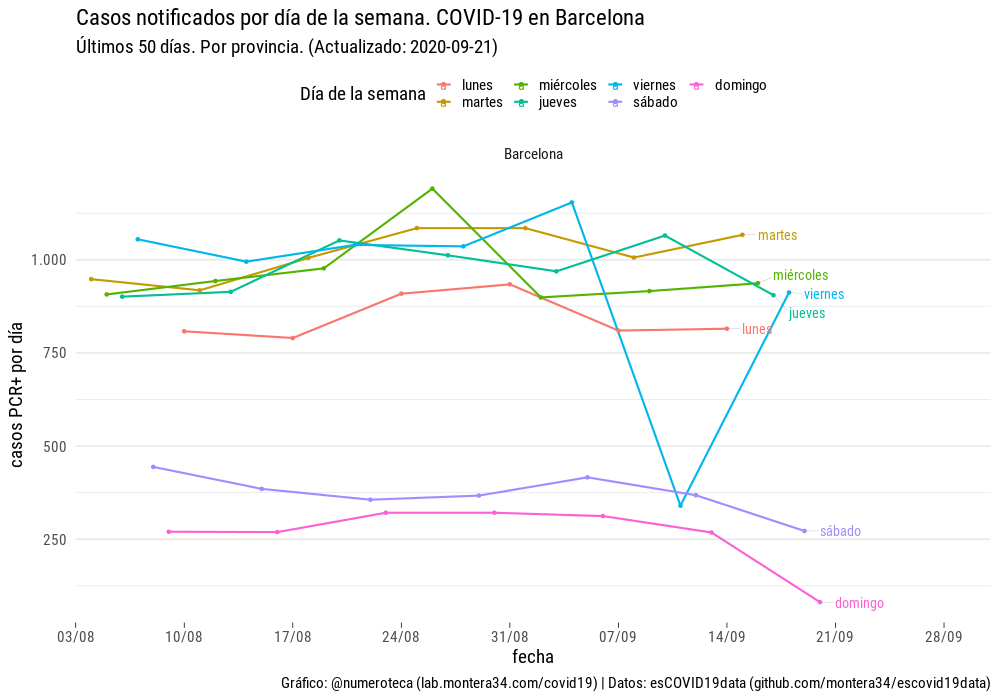 Casos notificados por día de la semana. COVID-19 en Barcelona
Últimos 50 días. Por provincia. (Actualizado: 2020-09-21)
Día de la semana
lunes miércoles viernes domingo
martes jueves sábado
Barcelona
casos PCR+ por día
1.000
750
500
250
martes
miércoles
viernes
jueves
lunes
sábado
domingo
03/08 10/08 17/08 24/08 31/08 07/09 14/09 21/09 28/09
fecha
Gráfico: @numeroteca (lab.montera34.com/covid19) | Datos: esCOVID19data (github.com/montera34/escovid19data)